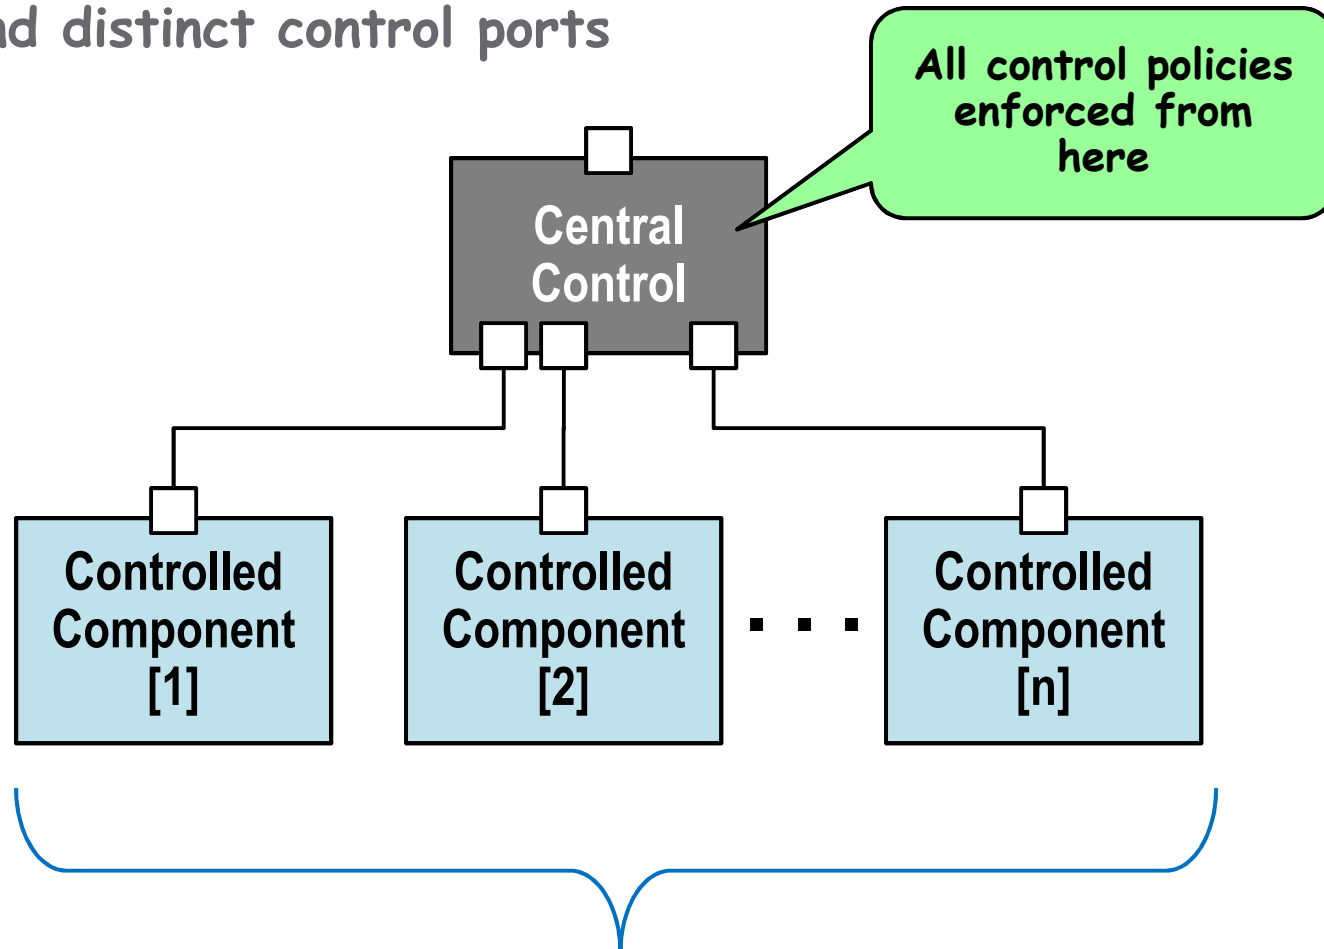 nd distinct control ports
All control policies
enforced from
here
Central
Control
Controlled
Component
[1]
Controlled
Component
[2]
. . .
Controlled
Component
[n]